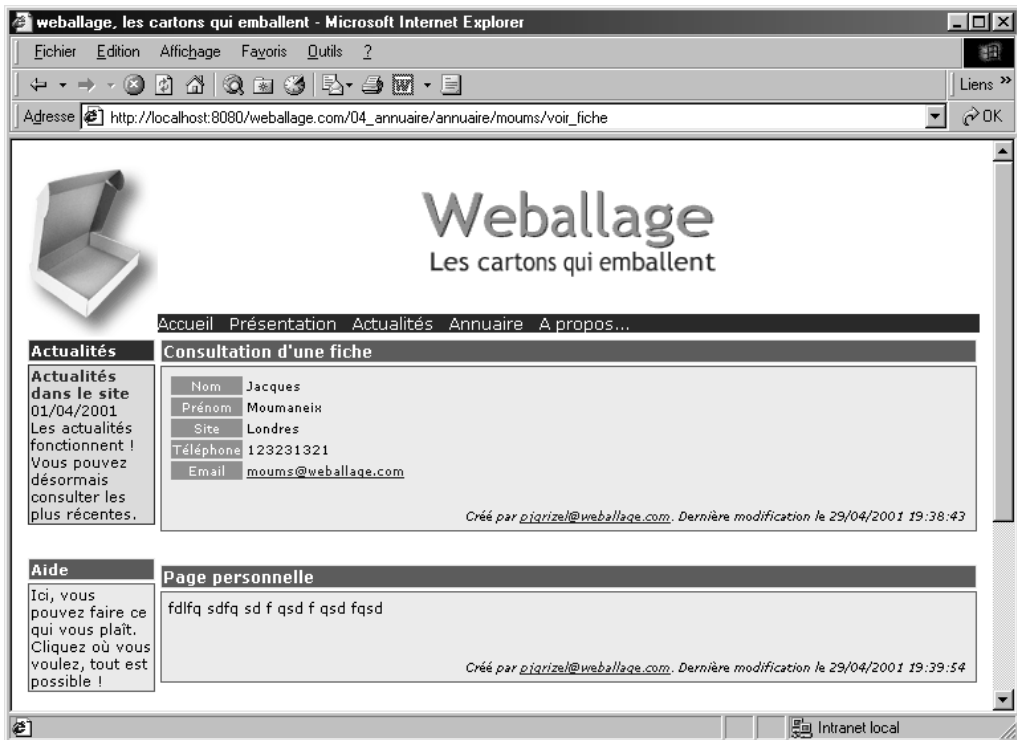 weballage, les cartons qui emballent - Microsoft Internet Explorer
Fichier Edition Affichage Favoris Outils ?
Liens »
Adresse http://localhost:8080/weballage.com/04_annuaire/annuaire/moums/voir_fiche OK
Weballage
Les cartons qui emballent
Accueil Présentation Actualités Annuaire A propos...
Actualités
Actualités
dans le site
01/04/2001
Les actualités
fonctionnent !
Vous pouvez
désormais
consulter les
plus récentes.
Consultation d'une fiche
Nom Jacques
Prénom Moumaneix
Site Londres
Téléphone 123231321
Email moums@weballage.com
Créé par pjgrizel@weballage.com. Dernière modification le 29/04/2001 19:38:43
Aide
Ici, vous
pouvez faire ce
qui vous plaît.
Cliquez où vous
voulez, tout est
possible !
Page personnelle
fdlfq sdfq sd f qsd f qsd fqsd
Créé par pjgrizel@weballage.com. Dernière modification le 29/04/2001 19:39:54
Intranet local